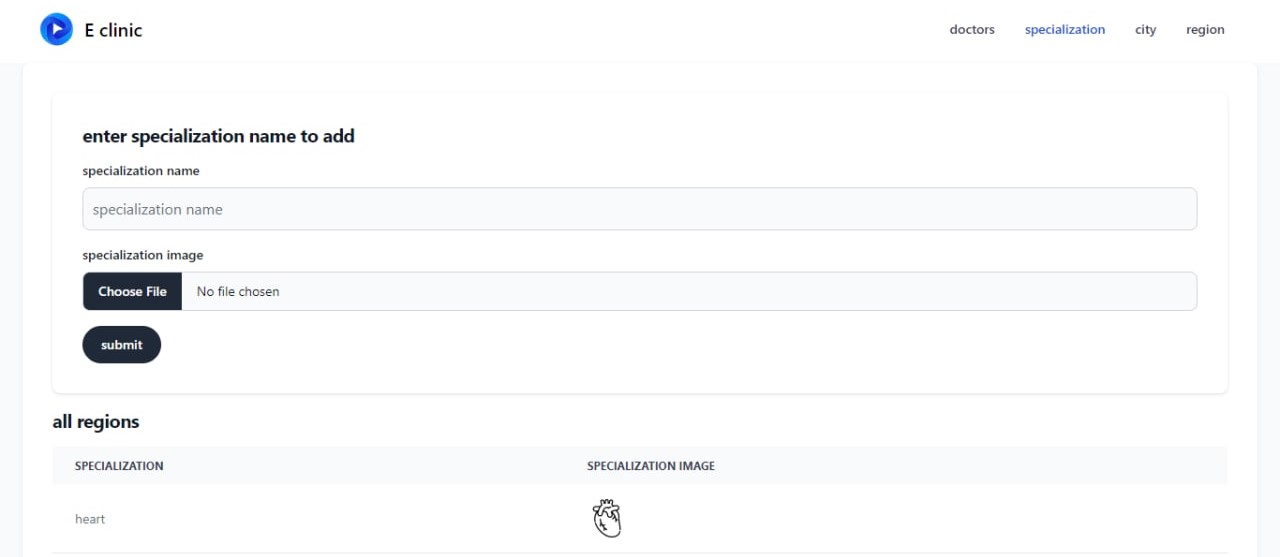 E clinic
doctors specialization city region
enter specialization name to add
specialization name
specialization name
specialization image
Choose File No file chosen
submit
all regions
SPECIALIZATION SPECIALIZATION IMAGE
heart